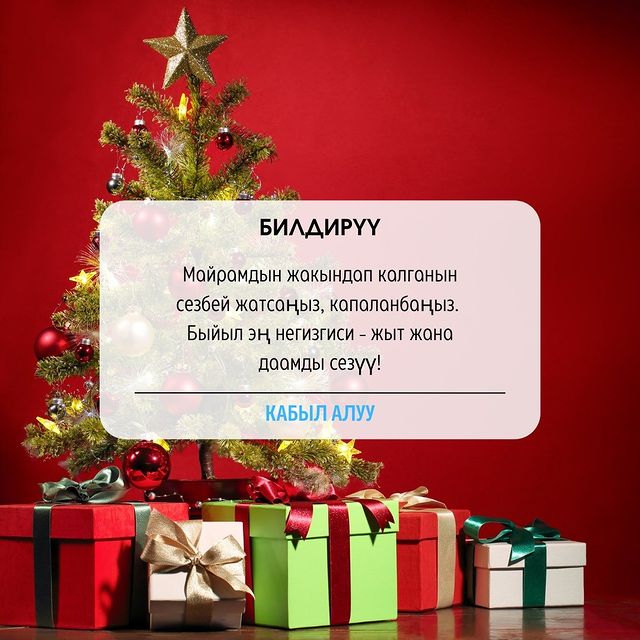 БИЛДИРҮҮ
Майрамдын жакындап калганын
сезбей жатсаңыз, капаланбаңыз.
Быйыл эң негизгиси - жыт жана
даамды сезүү!
КАБЫЛ АЛУУ